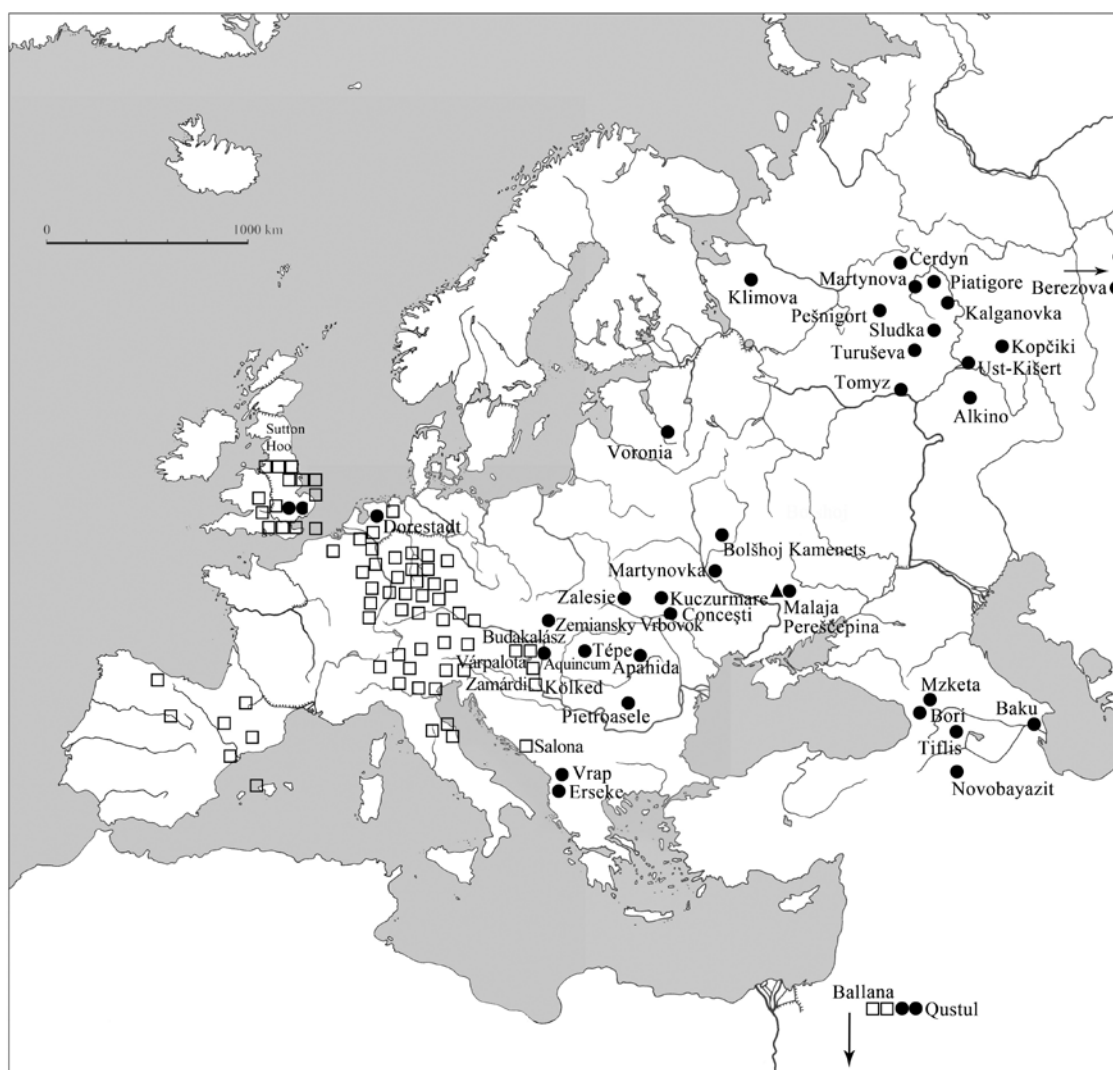 0
1000 km
Čerdyn
Martynova
Piatigore
Berezova
Klimova
Kalganovka
Pešnigort
Sludka
Kopčiki
Turuševa
Ust-Kišert
Tomyz
Alkino
Sutton
Hoo
Voronia
Dorestadt
Bolšhoj Kamenets
Martynovka
Zalesie
Kuczurmare
Malaja
Pereščepina
Concești
Zemiansky Vrbovok
Budakalász
Tépe
Várpalota
Aquincum
Apahida
Zamárdi
Kölked
Pietroasele
Mzketa
Bori
Baku
Tiflis
Salona
Vrap
Erseke
Novobayazit
Ballana
Qustul